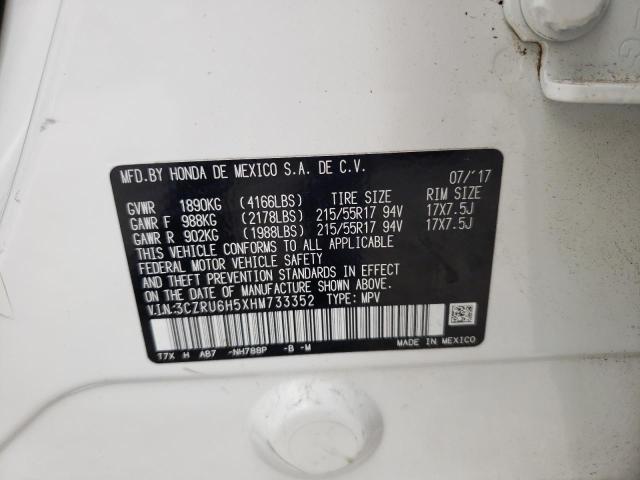 MFD.BY HONDA DE MEXICO S.A. DE C.V. 07/'17
GVWR 1890KG (4166LBS) TIRE SIZE RIM SIZE
GAWR F 988KG (2178LBS) 215/55R17 94V 17X7.5J
GAWR R 902KG (1988LBS) 215/55R17 94V 17X7.5J
THIS VEHICLE CONFORMS TO ALL APPLICABLE
FEDERAL MOTOR VEHICLE SAFETY
AND THEFT PREVENTION STANDARDS IN EFFECT
ON THE DATE OF MANUFACTURE SHOWN ABOVE.
V.I.N:3CZRU6H5XHM733352 TYPE: MPV
17X H AB7 -NH788P -B -M MADE IN MEXICO